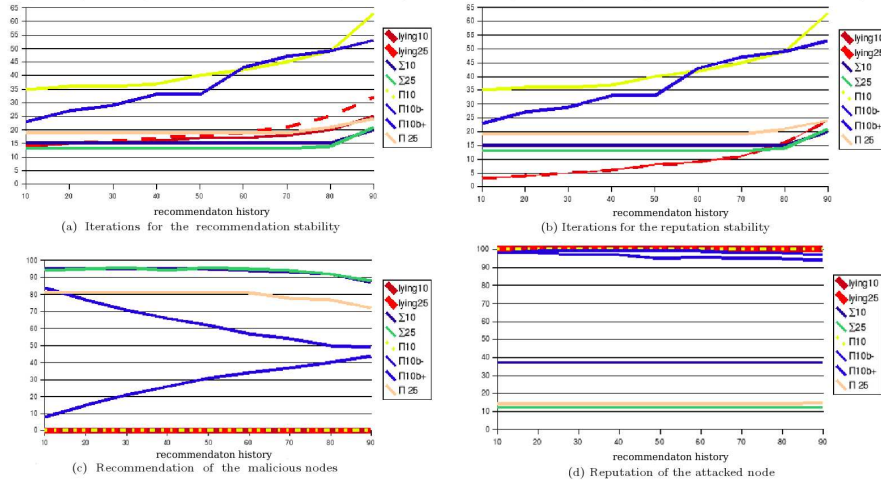 65
60
55
50
45
40
35
30
25
20
15
10
5
0
10 20 30 40 50 60 70 80 90
recommendaton history
lying10
lying25
Σ10
Σ25
Π10
Π10b-
Π10b+
Π 25
(a) Iterations for the recommendation stability
65
60
55
50
45
40
35
30
25
20
15
10
5
0
10 20 30 40 50 60 70 80 90
recommendaton history
lying10
lying25
Σ10
Σ25
Π10
Π10b-
Π10b+
Π 25
(b) Iterations for the reputation stability
100
90
80
70
60
50
40
30
20
10
0
10 20 30 40 50 60 70 80 90
recommendaton history
lying10
lying25
Σ10
Σ25
Π10
Π10b-
Π10b+
Π 25
(c) Recommendation of the malicious nodes
100
90
80
70
60
50
40
30
20
10
0
10 20 30 40 50 60 70 80 90
recommendaton history
lying10
lying25
Σ10
Σ25
Π10
Π10b-
Π10b+
Π 25
(d) Reputation of the attacked node